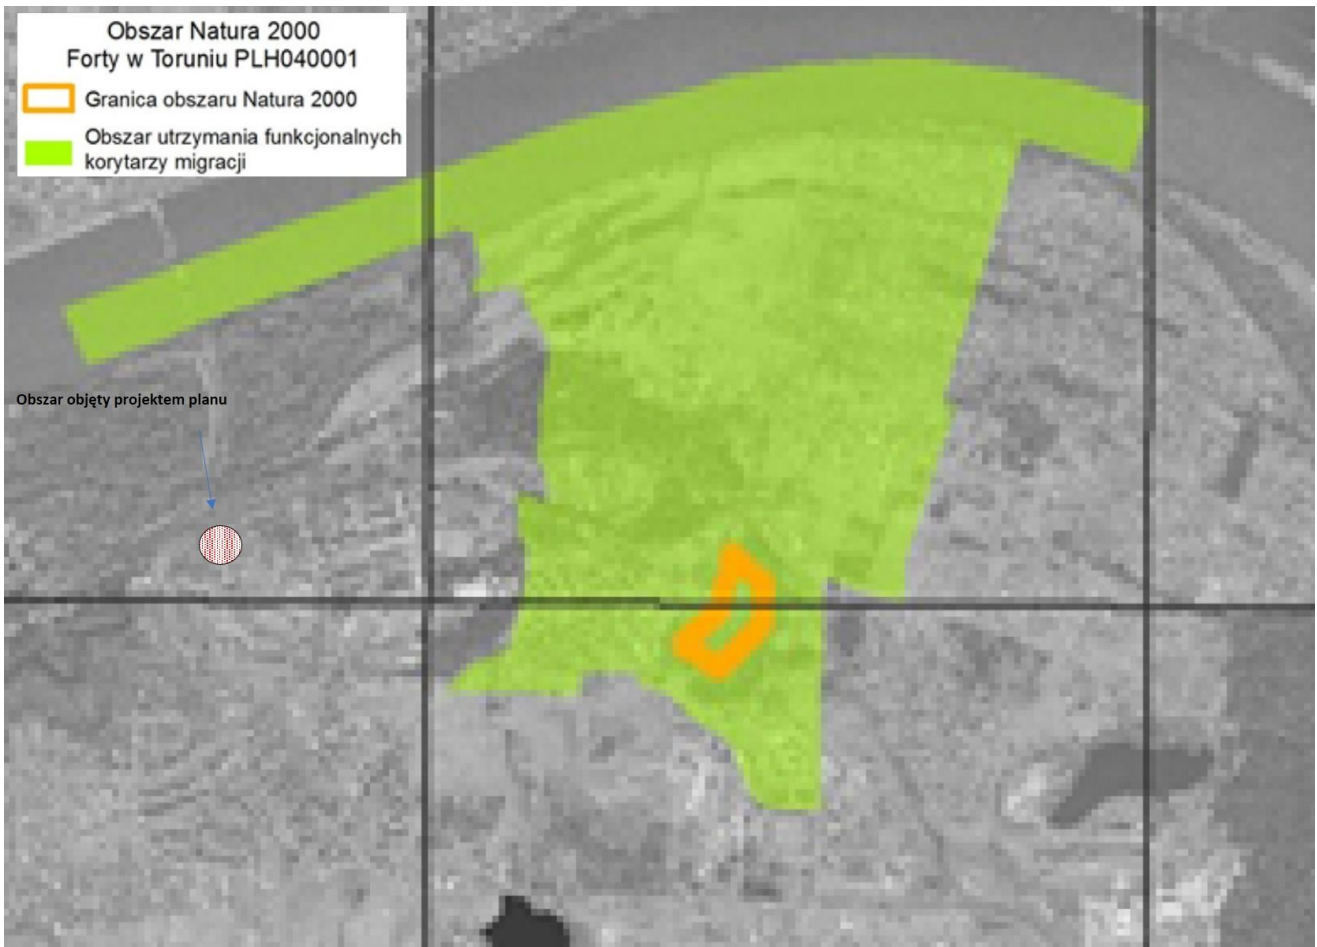 Obszar Natura 2000
Forty w Toruniu PLH040001
Granica obszaru Natura 2000
Obszar utrzymania funkcjonalnych
korytarzy migracji
Obszar objęty projektem planu